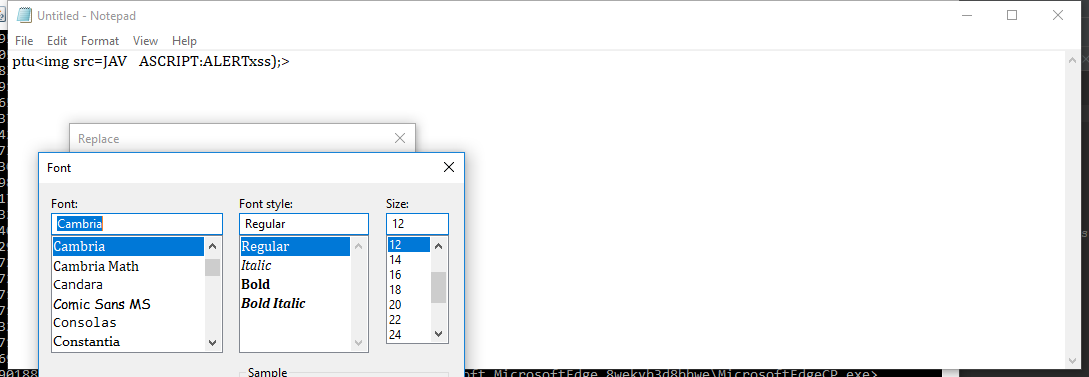 Untitled - Notepad
File Edit Format View Help
ptu<img src=JAV   ASCRIPT:ALERTxss);>
Replace
Font
Font: Font style: Size:
Cambria Regular 12
Cambria Regular 12
Cambria Math Italic 14
Candara Bold 16
Comic Sans MS Bold Italic 18
Consolas 20
Constantia 22
24
Sample
90188
oft.MicrosoftEdge_8wekyb3d8bbwe\MicrosoftEdgeCP.exe>